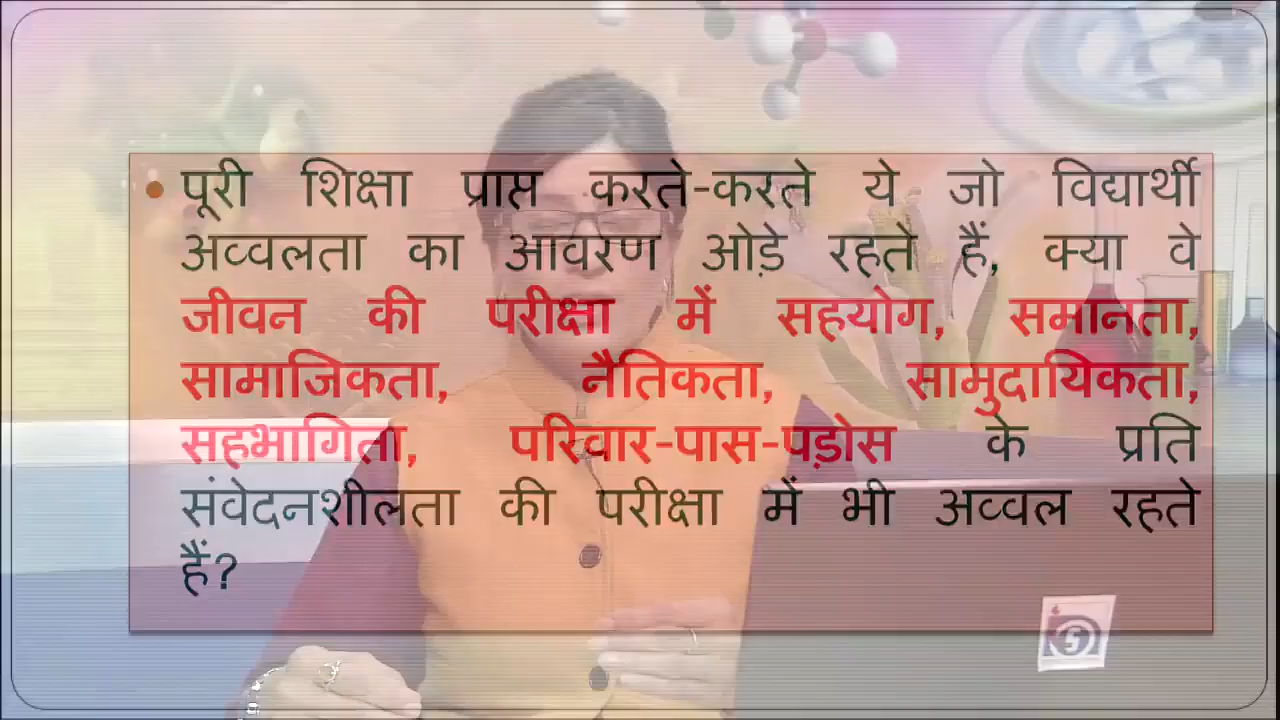 • पूरी शिक्षा प्राप्त करते-करते ये जो विद्यार्थी
अव्वलता का आवरण ओड़े रहते हैं, क्या वे
जीवन की परीक्षा में सहयोग, समानता,
सामाजिकता, नैतिकता, सामुदायिकता,
सहभागिता, परिवार-पास-पड़ोस के प्रति
संवेदनशीलता की परीक्षा में भी अव्वल रहते
हैं?